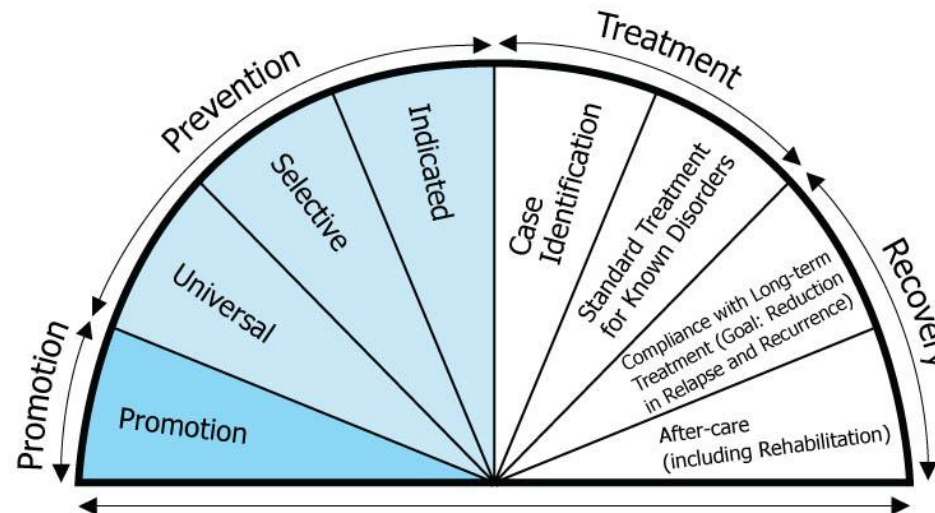 Promotion
Prevention
Treatment
Recovery
Promotion
Universal
Selective
Indicated
Case
Identification
Standard Treatment
for Known Disorders
Compliance with Long-term
Treatment (Goal: Reduction
in Relapse and Recurrence)
After-care
(including Rehabilitation)